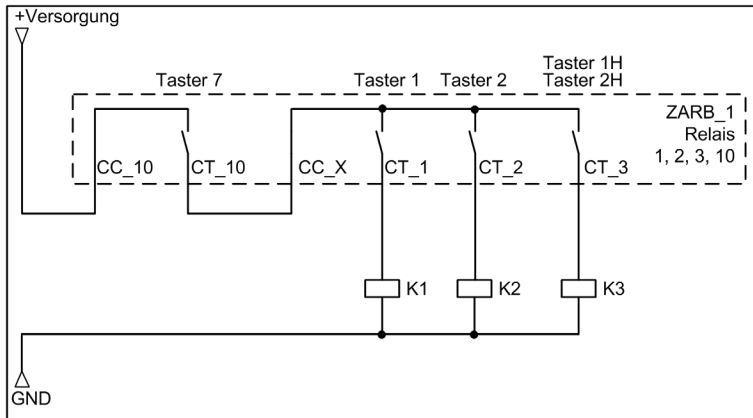 +Versorgung
Taster 7
Taster 1
Taster 2
Taster 1H
Taster 2H
ZARB_1
Relais
1, 2, 3, 10
CC_10
CT_10
CC_X
CT_1
CT_2
CT_3
K1
K2
K3
GND